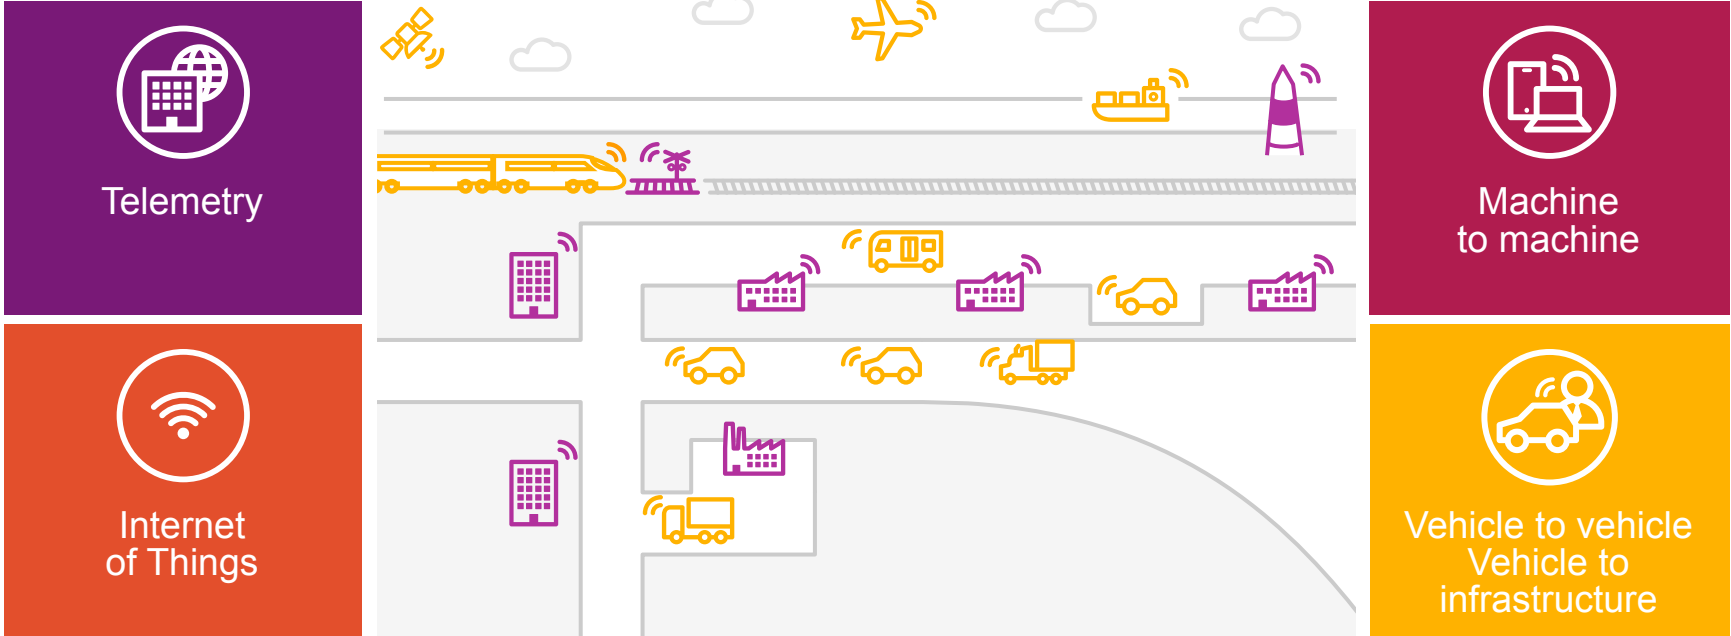 Telemetry
Internet
of Things
Machine
to machine
Vehicle to vehicle
Vehicle to
infrastructure